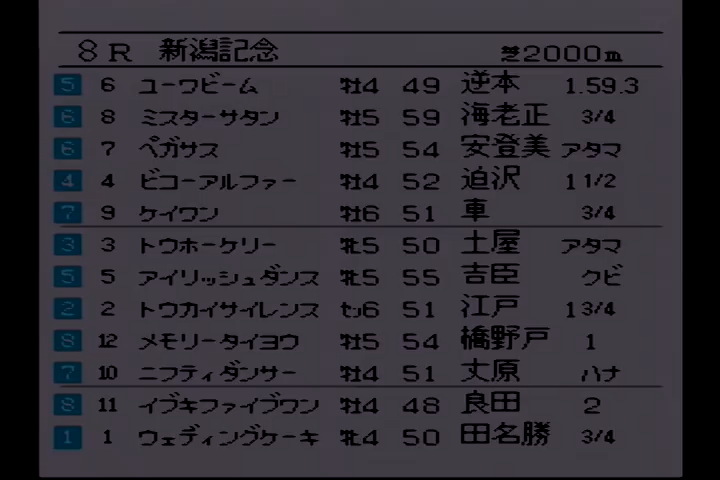 8R 新潟記念 芝2000m
5 6 ユーワビーム 牡4 49 逆本 1.59.3
6 8 ミスターサタン 牡5 59 海老正 3/4
6 7 ペガサス 牡5 54 安登美 アタマ
4 4 ビコーアルファー 牡4 52 迫沢 1 1/2
7 9 ケイワン 牡6 51 車 3/4
3 3 トウホーケリー 牝5 50 土屋 アタマ
5 5 アイリッシュダンス 牝5 55 吉臣 クビ
2 2 トウカイサイレンス セン6 51 江戸 1 3/4
8 12 メモリータイヨウ 牡5 54 橋野戸 1
7 10 ニフティダンサー 牡4 51 丈原 ハナ
8 11 イブキファイブワン 牡4 48 良田 2
1 1 ウェディングケーキ 牝4 50 田名勝 3/4